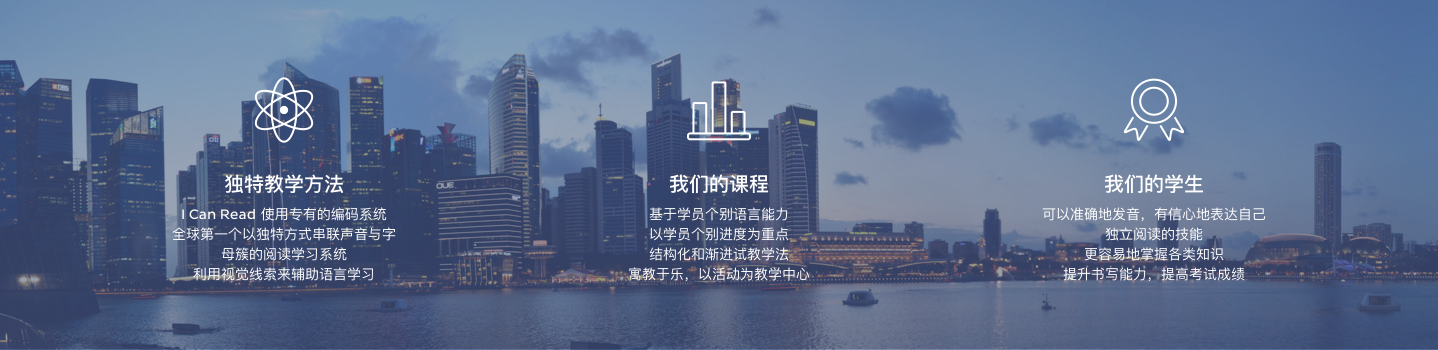 独特教学方法
I Can Read 使用专有的编码系统
全球第一个以独特方式串联声音与字
母簇的阅读学习系统
利用视觉线索来辅助语言学习
我们的课程
基于学员个别语言能力
以学员个别进度为重点
结构化和渐进试教学法
寓教于乐，以活动为教学中心
我们的学生
可以准确地发音，有信心地表达自己
独立阅读的技能
更容易地掌握各类知识
提升书写能力，提高考试成绩
OUE
citi